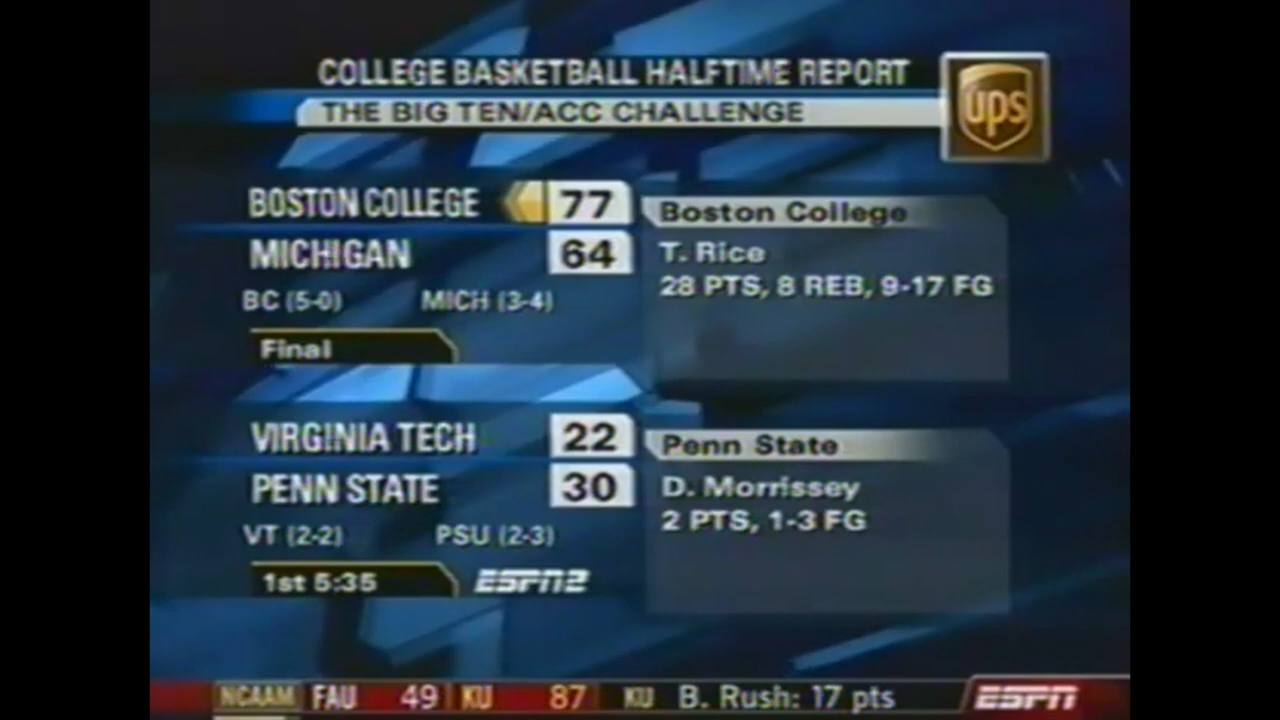 COLLEGE BASKETBALL HALFTIME REPORT
THE BIG TEN/ACC CHALLENGE
ups
BOSTON COLLEGE 77
MICHIGAN 64
BC (5-0) MICH (3-4)
Final
Boston College
T. Rice
28 PTS, 8 REB, 9-17 FG
VIRGINIA TECH 22
PENN STATE 30
VT (2-2) PSU (2-3)
1st 5:35 ESPN2
Penn State
D. Morrissey
2 PTS, 1-3 FG
NCAAM FAU 49 KU 87 KU B. Rush: 17 pts ESPN